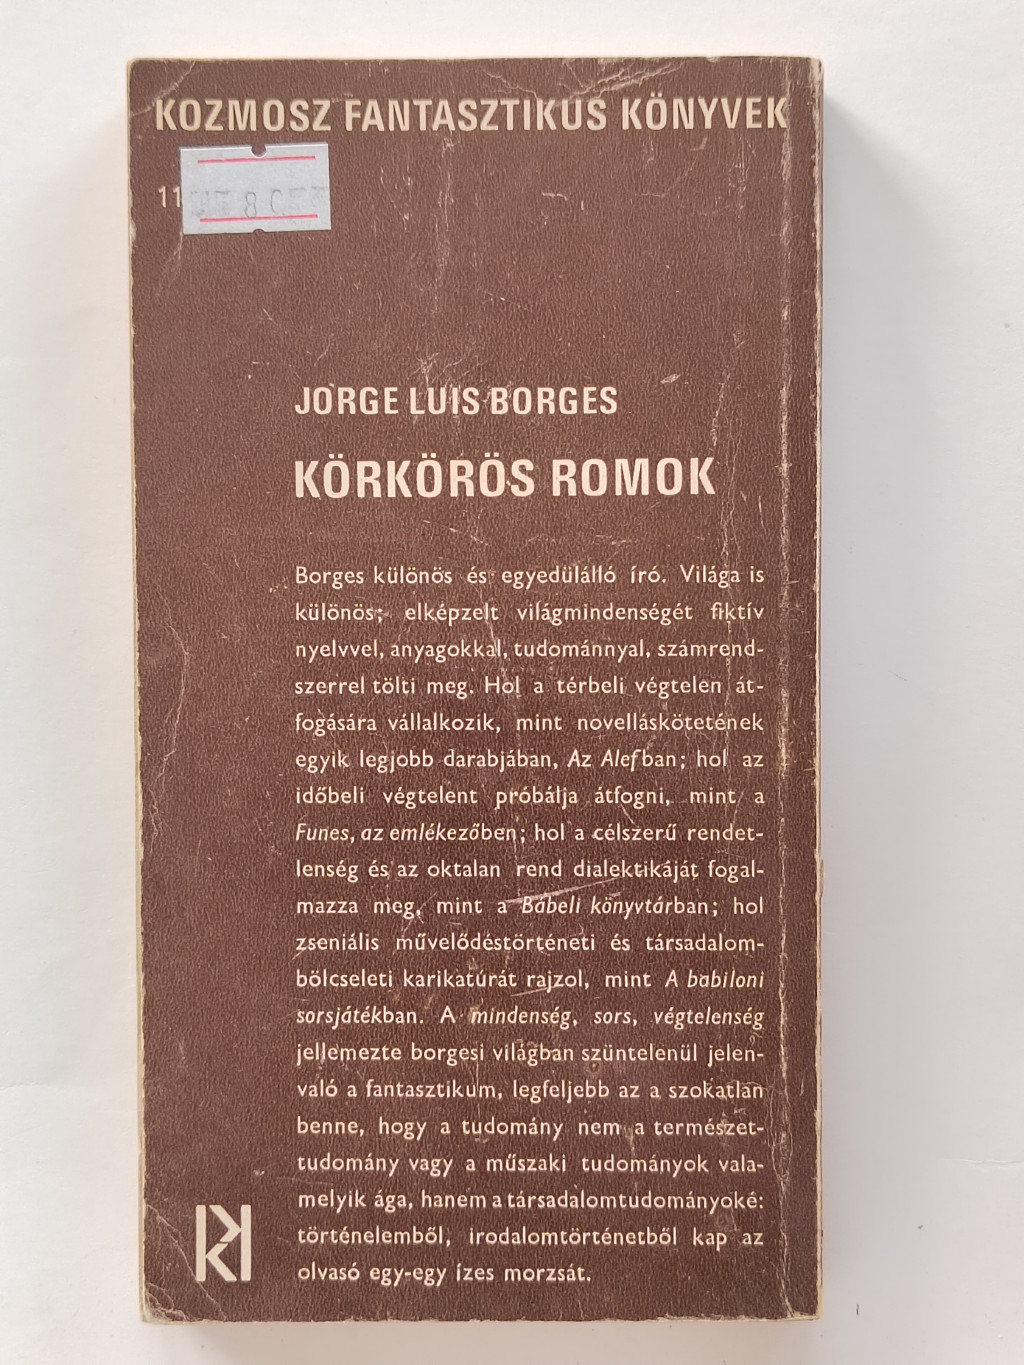 KOZMOSZ FANTASZTIKUS KÖNYVEK
11
JORGE LUIS BORGES
KÖRKÖRÖS ROMOK
Borges különös és egyedülálló író. Világa is
különös; elképzelt világmindenségét fiktív
nyelvvel, anyagokkal, tudománnyal, számrend-
szerrel tölti meg. Hol a térbeli végtelen át-
fogására vállalkozik, mint novelláskötetének
egyik legjobb darabjában, Az Alefban; hol az
időbeli végtelent próbálja átfogni, mint a
Funes, az emlékezőben; hol a célszerű rendet-
lenség és az oktalan rend dialektikáját fogal-
mazza meg, mint a Bábeli könyvtárban; hol
zseniális művelődéstörténeti és társadalom-
bölcseleti karikatúrát rajzol, mint A babiloni
sorsjátékban. A mindenség, sors, végtelenség
jellemezte borgesi világban szüntelenül jelen-
való a fantasztikum, legfeljebb az a szokatlan
benne, hogy a tudomány nem a természet-
tudomány vagy a műszaki tudományok vala-
melyik ága, hanem a társadalomtudományoké:
történelemből, irodalomtörténetből kap az
olvasó egy-egy ízes morzsát.